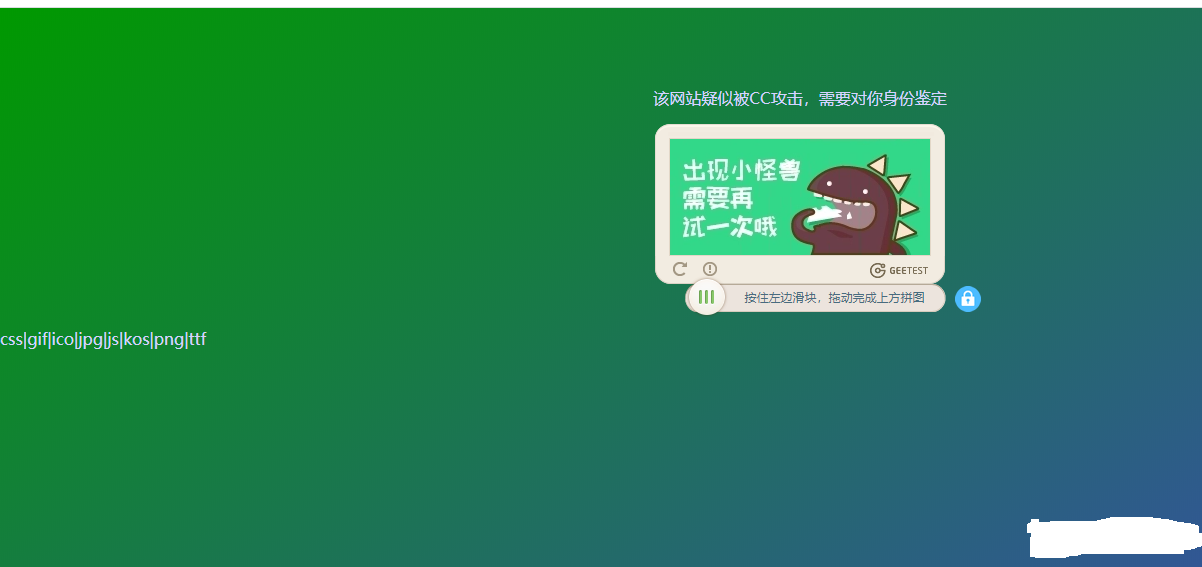 该网站疑似被CC攻击，需要对你身份鉴定
出现小怪兽
需要再
试一次哦
GEETEST
按住左边滑块，拖动完成上方拼图
css|gif|ico|jpg|js|kos|png|ttf